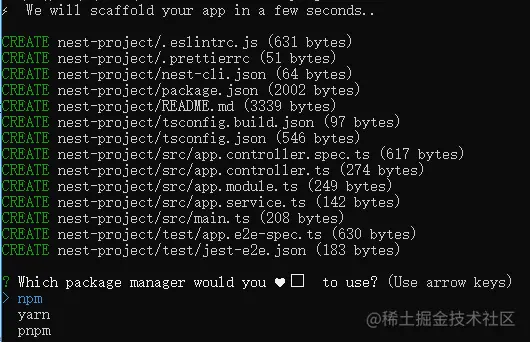 ⚡ We will scaffold your app in a few seconds..
CREATE nest-project/.eslintrc.js (631 bytes)
CREATE nest-project/.prettierrc (51 bytes)
CREATE nest-project/nest-cli.json (64 bytes)
CREATE nest-project/package.json (2002 bytes)
CREATE nest-project/README.md (3339 bytes)
CREATE nest-project/tsconfig.build.json (97 bytes)
CREATE nest-project/tsconfig.json (546 bytes)
CREATE nest-project/src/app.controller.spec.ts (617 bytes)
CREATE nest-project/src/app.controller.ts (274 bytes)
CREATE nest-project/src/app.module.ts (249 bytes)
CREATE nest-project/src/app.service.ts (142 bytes)
CREATE nest-project/src/main.ts (208 bytes)
CREATE nest-project/test/app.e2e-spec.ts (630 bytes)
CREATE nest-project/test/jest-e2e.json (183 bytes)
? Which package manager would you ❤□ to use? (Use arrow keys)
> npm
yarn
pnpm
@稀土掘金技术社区